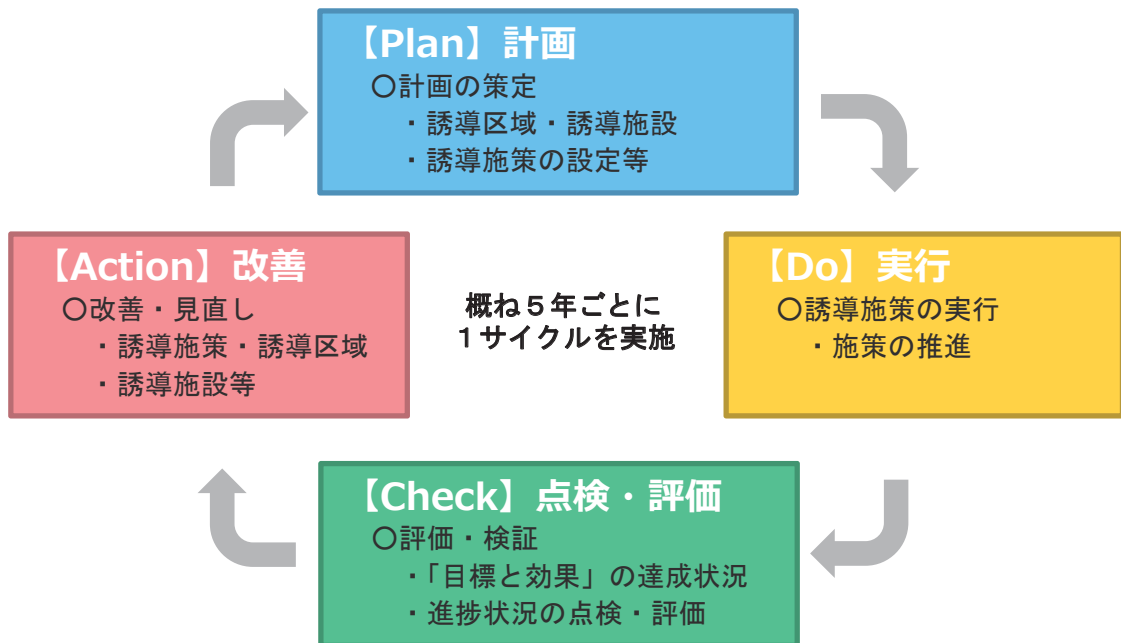 【Plan】計画
〇計画の策定
・誘導区域・誘導施設
・誘導施策の設定等
【Action】改善
〇改善・見直し
・誘導施策・誘導区域
・誘導施設等
概ね５年ごとに
１サイクルを実施
【Do】実行
〇誘導施策の実行
・施策の推進
【Check】点検・評価
〇評価・検証
・「目標と効果」の達成状況
・進捗状況の点検・評価